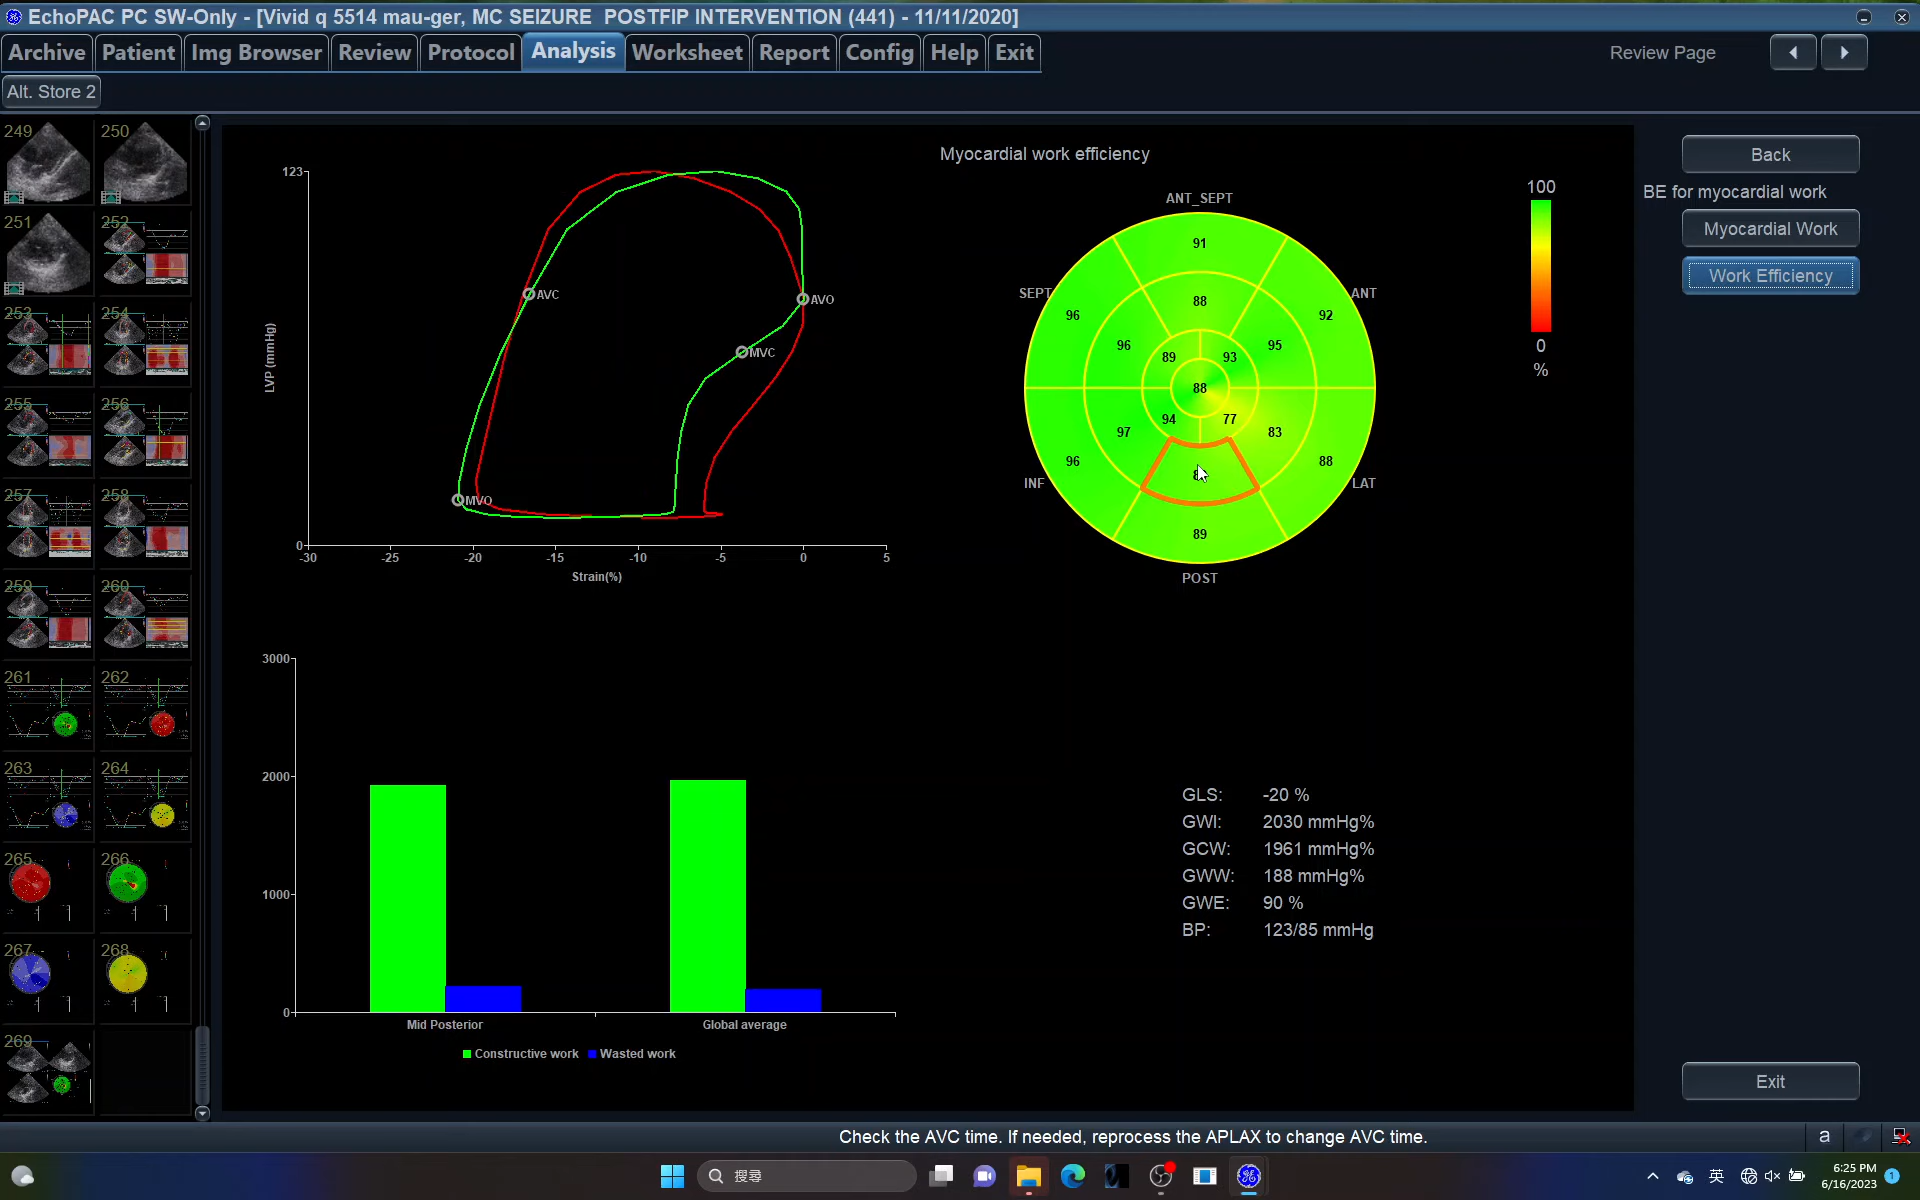 EchoPAC PC SW-Only - [Vivid q 5514 mau-ger, MC SEIZURE  POSTFIP INTERVENTION (441) - 11/11/2020]
Archive Patient Img Browser Review Protocol Analysis Worksheet Report Config Help Exit
Review Page
Alt. Store 2
249 250
251 252
253 254
255 256
257 258
259 260
261 262
263 264
265 266
267 268
269
123
0
LVP (mmHg)
AVC
AVO
MVC
MVO
-30 -25 -20 -15 -10 -5 0 5
Strain(%)
Myocardial work efficiency
ANT_SEPT
SEPT
ANT
INF
LAT
POST
91
88
96 92
96 95
89 93
88
94 77
97 83
96 88
89
100
0
%
Back
BE for myocardial work
Myocardial Work
Work Efficiency
3000
2000
1000
0
Mid Posterior
Global average
Constructive work Wasted work
GLS: -20 %
GWI: 2030 mmHg%
GCW: 1961 mmHg%
GWW: 188 mmHg%
GWE: 90 %
BP: 123/85 mmHg
Exit
Check the AVC time. If needed, reprocess the APLAX to change AVC time.
a
搜尋
英
6:25 PM
6/16/2023
1